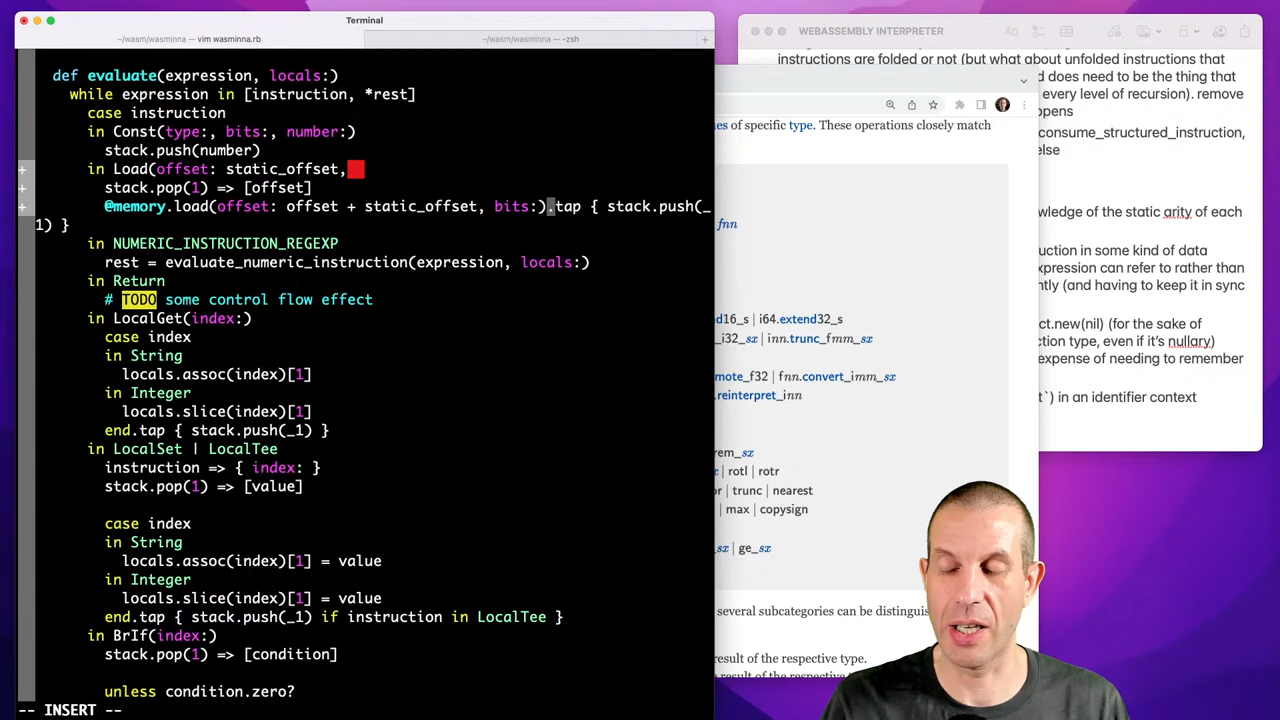 Terminal
~/wasm/wasminna — vim wasminna.rb
~/wasm/wasminna — -zsh
+
def evaluate(expression, locals:)
while expression in [instruction, *rest]
case instruction
in Const(type:, bits:, number:)
stack.push(number)
+ in Load(offset: static_offset,
+ stack.pop(1) => [offset]
+ @memory.load(offset: offset + static_offset, bits:).tap { stack.push(_
1) }
in NUMERIC_INSTRUCTION_REGEXP
rest = evaluate_numeric_instruction(expression, locals:)
in Return
# TODO some control flow effect
in LocalGet(index:)
case index
in String
locals.assoc(index)[1]
in Integer
locals.slice(index)[1]
end.tap { stack.push(_1) }
in LocalSet | LocalTee
instruction => { index: }
stack.pop(1) => [value]
case index
in String
locals.assoc(index)[1] = value
in Integer
locals.slice(index)[1] = value
end.tap { stack.push(_1) if instruction in LocalTee }
in BrIf(index:)
stack.pop(1) => [condition]
unless condition.zero?
-- INSERT --
WEBASSEMBLY INTERPRETER
instructions are folded or not (but what about unfolded instructions that
d does need to be the thing that
every level of recursion). remove
opens
consume_structured_instruction,
else
owledge of the static arity of each
uction in some kind of data
expression can refer to rather than
ntly (and having to keep it in sync
ct.new(nil) (for the sake of
ction type, even if it's nullary)
expense of needing to remember
t`) in an identifier context
es of specific type. These operations closely match
fnn
d16_s | i64.extend32_s
_i32_sx | inn.trunc_fmm_sx
mote_f32 | fnn.convert_imm_sx
.reinterpret_inn
rem_sx
| rotl | rotr
or | trunc | nearest
| max | copysign
_sx | ge_sx
several subcategories can be distinguis
result of the respective type.